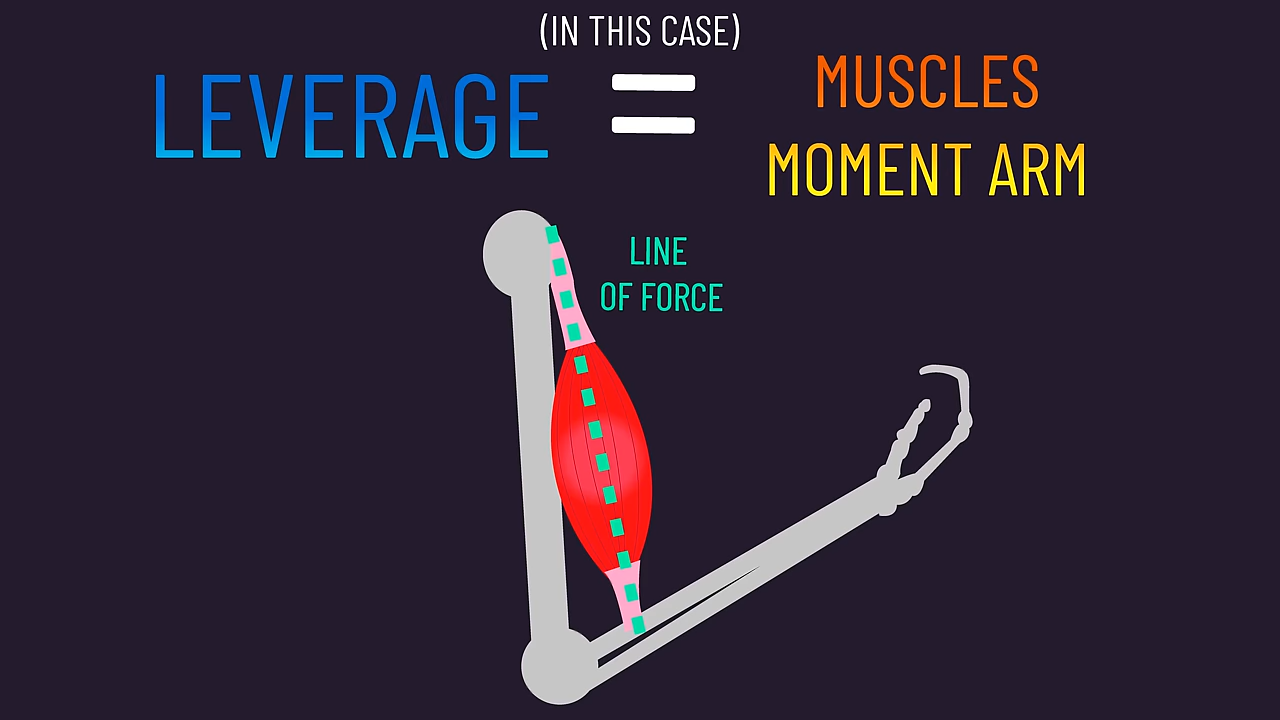 (IN THIS CASE)
LEVERAGE =
MUSCLES
MOMENT ARM
LINE
OF FORCE